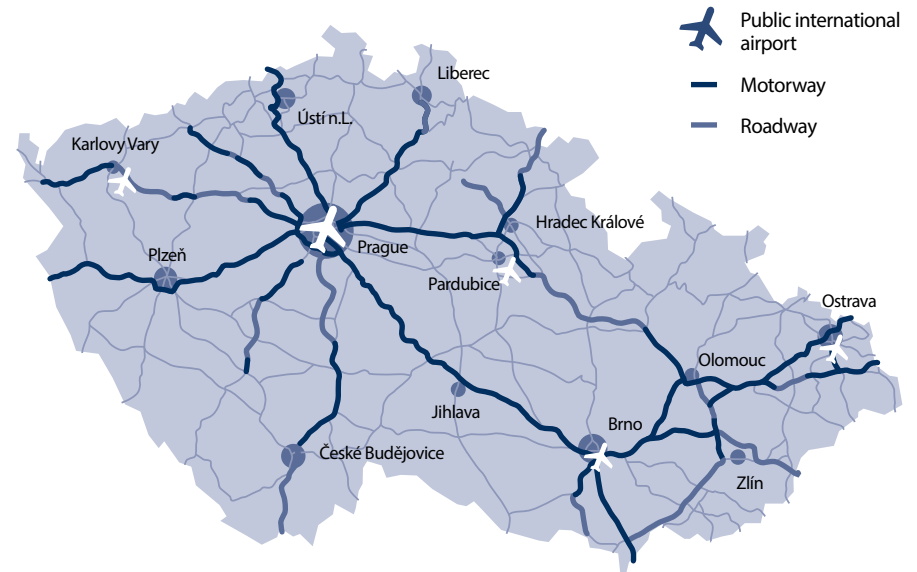 Public international
airport
Motorway
Roadway
Liberec
Ústí n.L.
Karlovy Vary
Hradec Králové
Prague
Plzeň
Pardubice
Ostrava
Olomouc
Jihlava
Brno
České Budějovice
Zlín